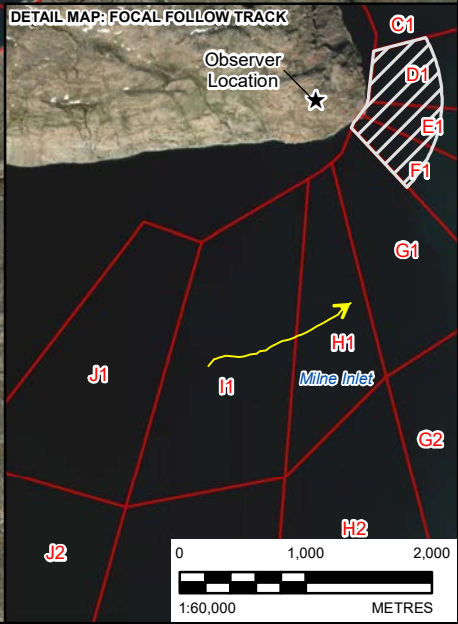 DETAIL MAP: FOCAL FOLLOW TRACK
C1
Observer
Location
D1
E1
F1
G1
H1
J1
I1
Milne Inlet
G2
H2
J2
0 1,000 2,000
1:60,000 METRES